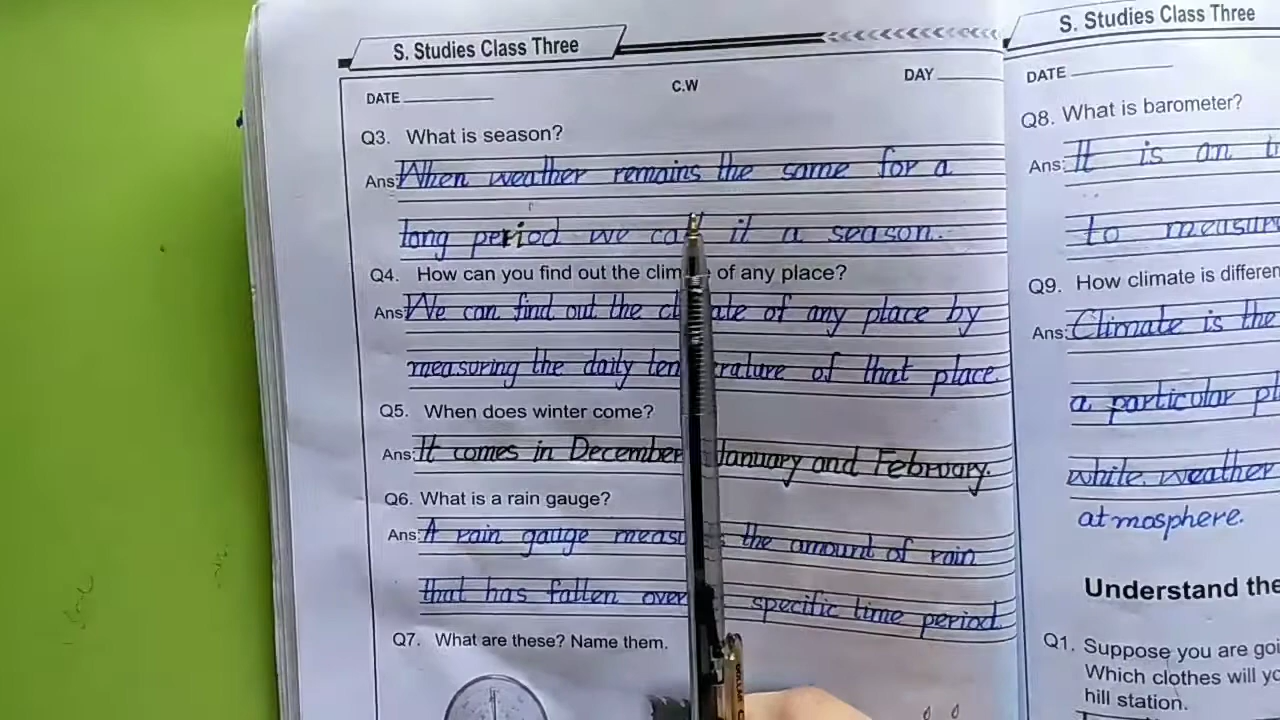 S. Studies Class Three
DATE
C.W
DAY
Q3. What is season?
Ans: When weather remains the same for a
long period we call it a season.
Q4. How can you find out the clim of any place?
Ans: We can find out the cl ate of any place by
measuring the daily tem rature of that place.
Q5. When does winter come?
Ans: It comes in December January and February.
Q6. What is a rain gauge?
Ans: A rain gauge measu the amount of rain
that has fallen over specific time period.
Q7. What are these? Name them.
S. Studies Class Three
DATE
Q8. What is barometer?
Ans: It is an
to measur
Q9. How climate is differen
Ans: Climate is the
a particular pl
while. weather
atmosphere.
Understand the
Q1. Suppose you are goi
Which clothes will yo
hill station.